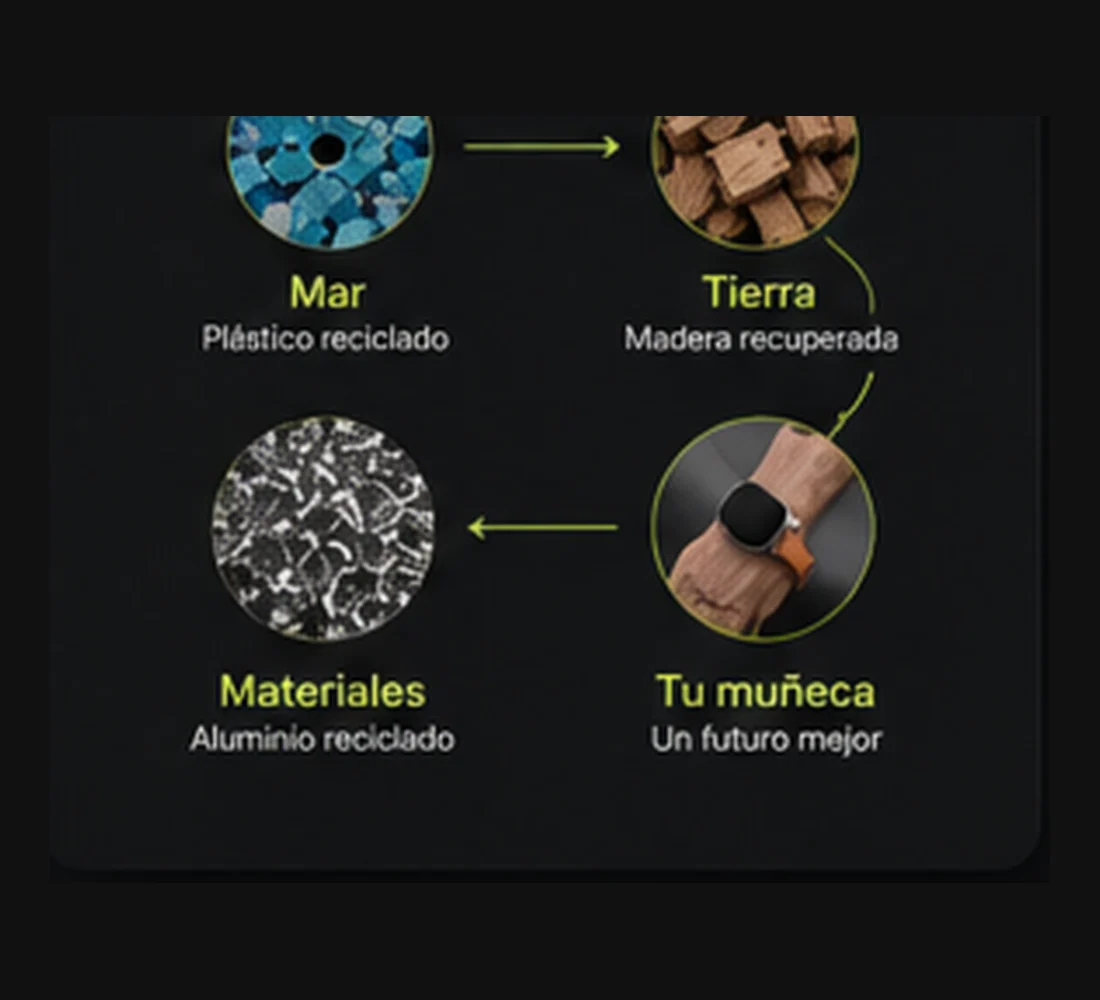 Mar
Plástico reciclado
Tierra
Madera recuperada
Materiales
Aluminio reciclado
Tu muñeca
Un futuro mejor